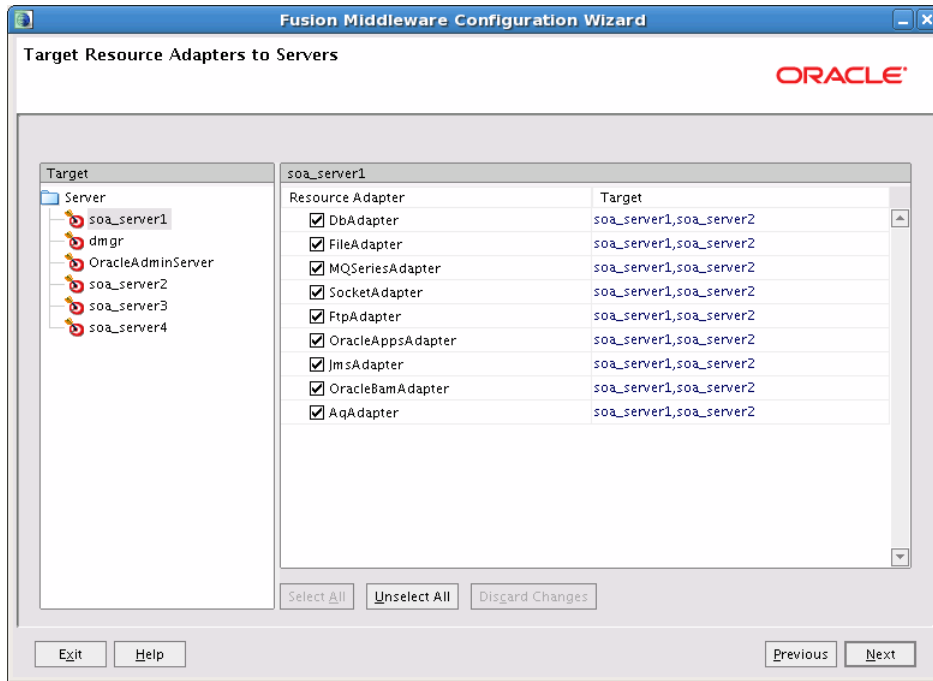 Fusion Middleware Configuration Wizard
Target Resource Adapters to Servers
ORACLE
Target
Server
soa_server1
dmgr
OracleAdminServer
soa_server2
soa_server3
soa_server4
soa_server1
Resource Adapter Target
DbAdapter soa_server1,soa_server2
FileAdapter soa_server1,soa_server2
MQSeriesAdapter soa_server1,soa_server2
SocketAdapter soa_server1,soa_server2
FtpAdapter soa_server1,soa_server2
OracleAppsAdapter soa_server1,soa_server2
JmsAdapter soa_server1,soa_server2
OracleBamAdapter soa_server1,soa_server2
AqAdapter soa_server1,soa_server2
Select All Unselect All Discard Changes
Exit Help Previous Next